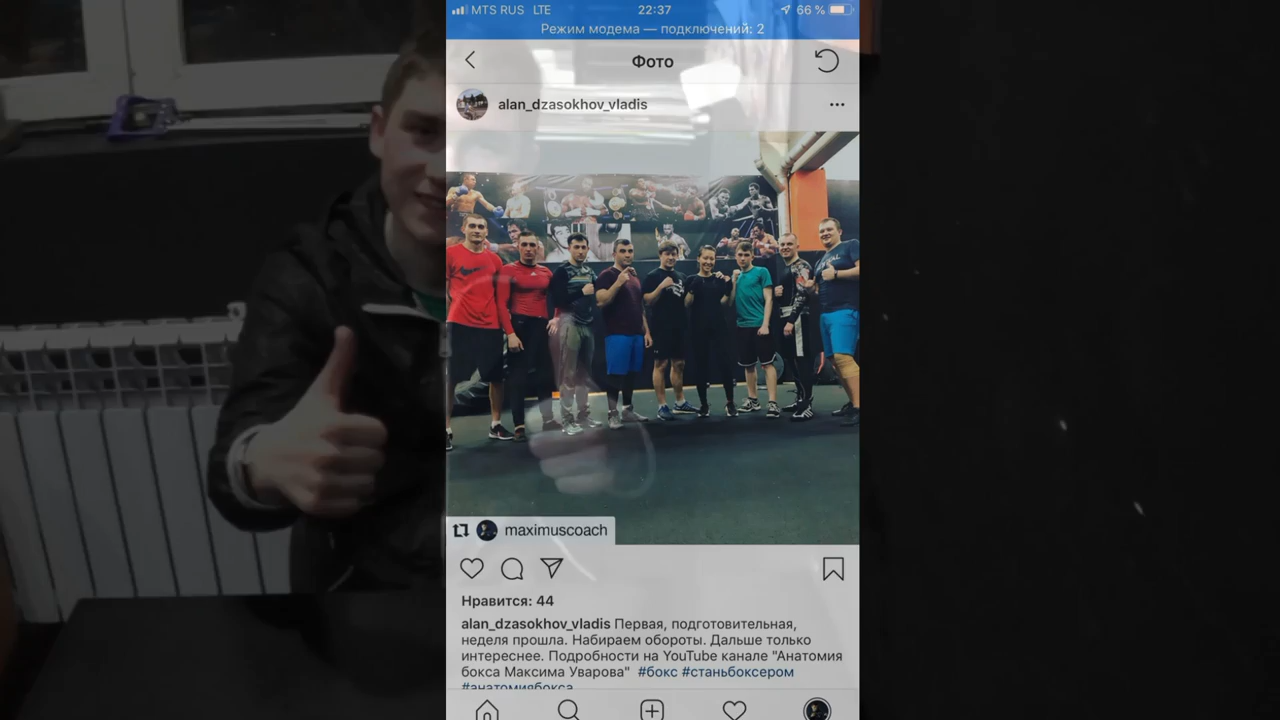 MTS RUS LTE 22:37 66 %
Режим модема — подключений: 2
Фото
alan_dzasokhov_vladis
maximuscoach
Нравится: 44
alan_dzasokhov_vladis Первая, подготовительная,
неделя прошла. Набираем обороты. Дальше только
интереснее. Подробности на YouTube канале "Анатомия
бокса Максима Уварова" #бокс #станьбоксером
#анатомиябокса